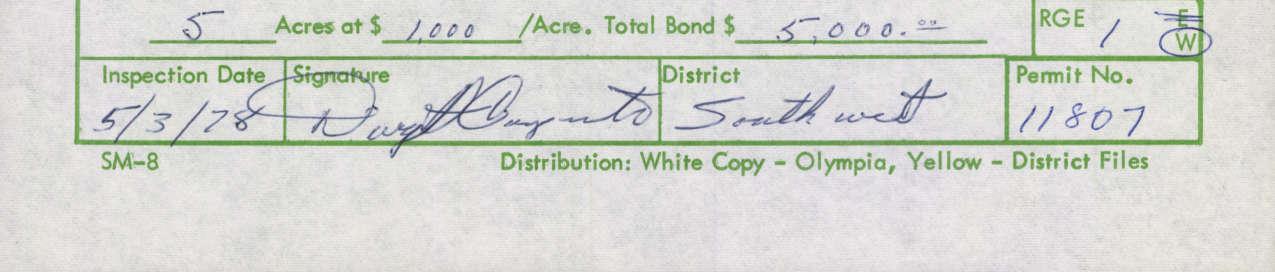 5 Acres at $ 1,000 /Acre. Total Bond $ 5,000.00 RGE 1 E W
Inspection Date Signature District Permit No.
5/3/78 Southwest 11807
SM-8 Distribution: White Copy - Olympia, Yellow - District Files